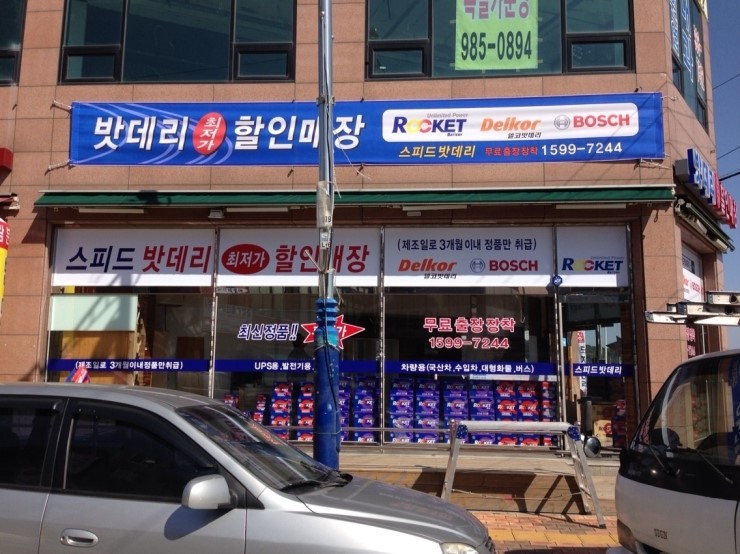 985-0894
밧데리 최저가 할인매장
Unlimited Power
ROCKET
BATTERY
Delkor
델코밧데리
BOSCH
스피드밧데리 무료출장장착 1599-7244
스피드 밧데리 최저가 할인매장
(제조일로 3개월이내 정품만 취급)
Delkor
델코밧데리
BOSCH
ROCKET
최신정품!!
무료출장장착
1599-7244
(제조일로 3개월이내 정품만취급)
UPS용, 발전기용,
차량용(국산차,수입차,대형화물,버스)
스피드밧데리